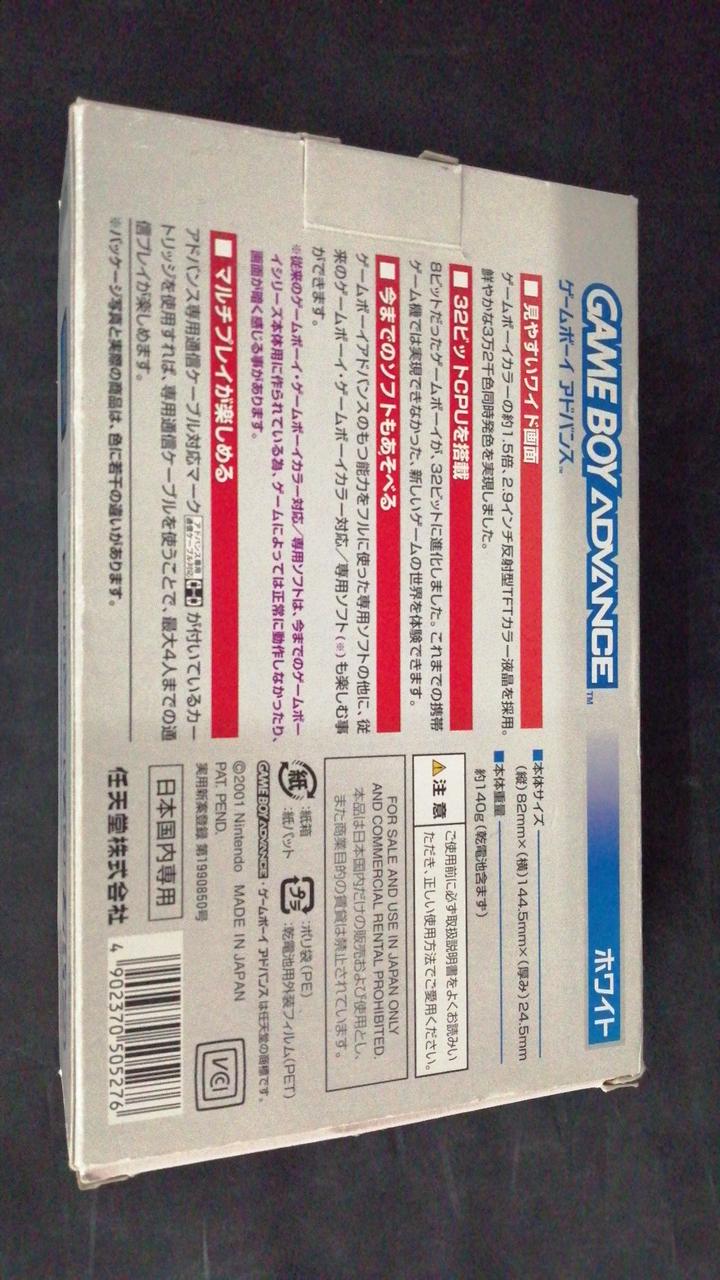 GAME BOY ADVANCE™
ゲームボーイ アドバンス™
ホワイト
■見やすいワイド画面
ゲームボーイカラーの約1.5倍、2.9インチ反射型TFTカラー液晶を採用。
鮮やかな3万2千色同時発色を実現しました。
■32ビットCPUを搭載
8ビットだったゲームボーイが、32ビットに進化しました。これまでの携帯
ゲーム機では実現できなかった、新しいゲームの世界を体験できます。
■今までのソフトもあそべる
ゲームボーイアドバンスのもつ能力をフルに使った専用ソフトの他に、従
来のゲームボーイ・ゲームボーイカラー対応/専用ソフト(※)も楽しむ事
ができます。
※従来のゲームボーイ・ゲームボーイカラー対応/専用ソフトは、今までのゲームボー
イシリーズ本体用に作られている為、ゲームによっては正常に動作しなかったり、
画面が暗く感じる事があります。
■マルチプレイが楽しめる
アドバンス専用通信ケーブル対応マーク アドバンス専用 通信ケーブル対応 が付いているカー
トリッジを使用すれば、専用通信ケーブルを使うことで、最大4人までの通
信プレイが楽しめます。
※パッケージ写真と実際の商品は、色に若干の違いがあります。
■本体サイズ
(縦)82mm×(横)144.5mm×(厚み)24.5mm
■本体重量
約140g(乾電池含まず)
注意
ご使用前に必ず取扱説明書をよくお読みい
ただき、正しい使用方法でご愛用ください。
FOR SALE AND USE IN JAPAN ONLY
AND COMMERCIAL RENTAL PROHIBITED.
本品は日本国内だけの販売および使用とし、
また商業目的の賃貸は禁止されています。
紙 :紙箱
:紙パット
プラ :ポリ袋(PE)
:乾電池用外装フィルム(PET)
GAME BOY ADVANCE・ゲームボーイ アドバンスは任天堂の商標です。
©2001 Nintendo MADE IN JAPAN
PAT. PEND.
実用新案登録 第1990850号
VCI
日本国内専用
任天堂株式会社
4 902370 505276